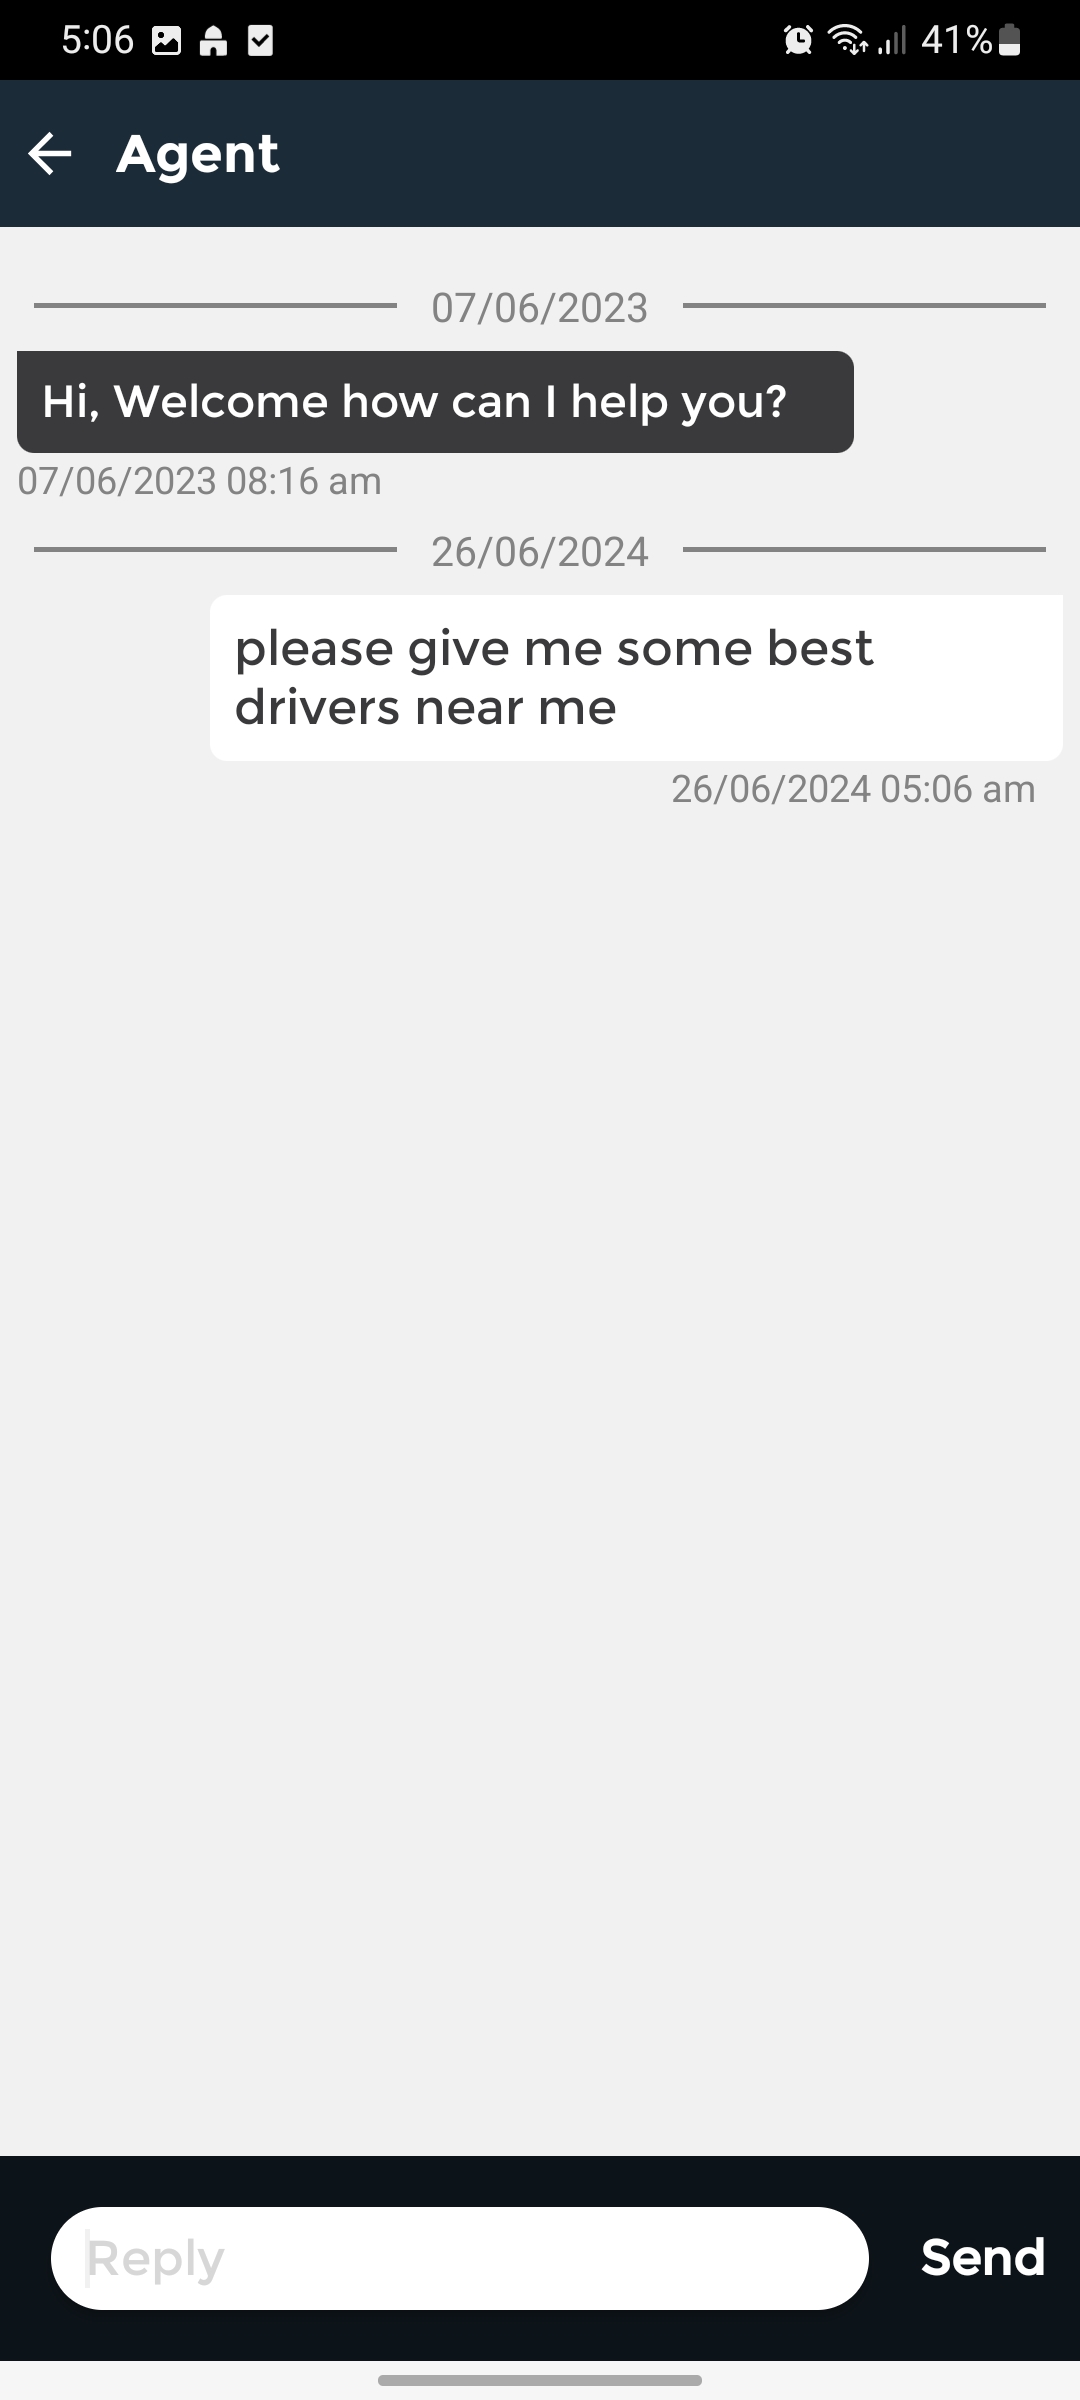 5:06
41%
Agent
07/06/2023
Hi, Welcome how can I help you?
07/06/2023 08:16 am
26/06/2024
please give me some best
drivers near me
26/06/2024 05:06 am
Reply
Send